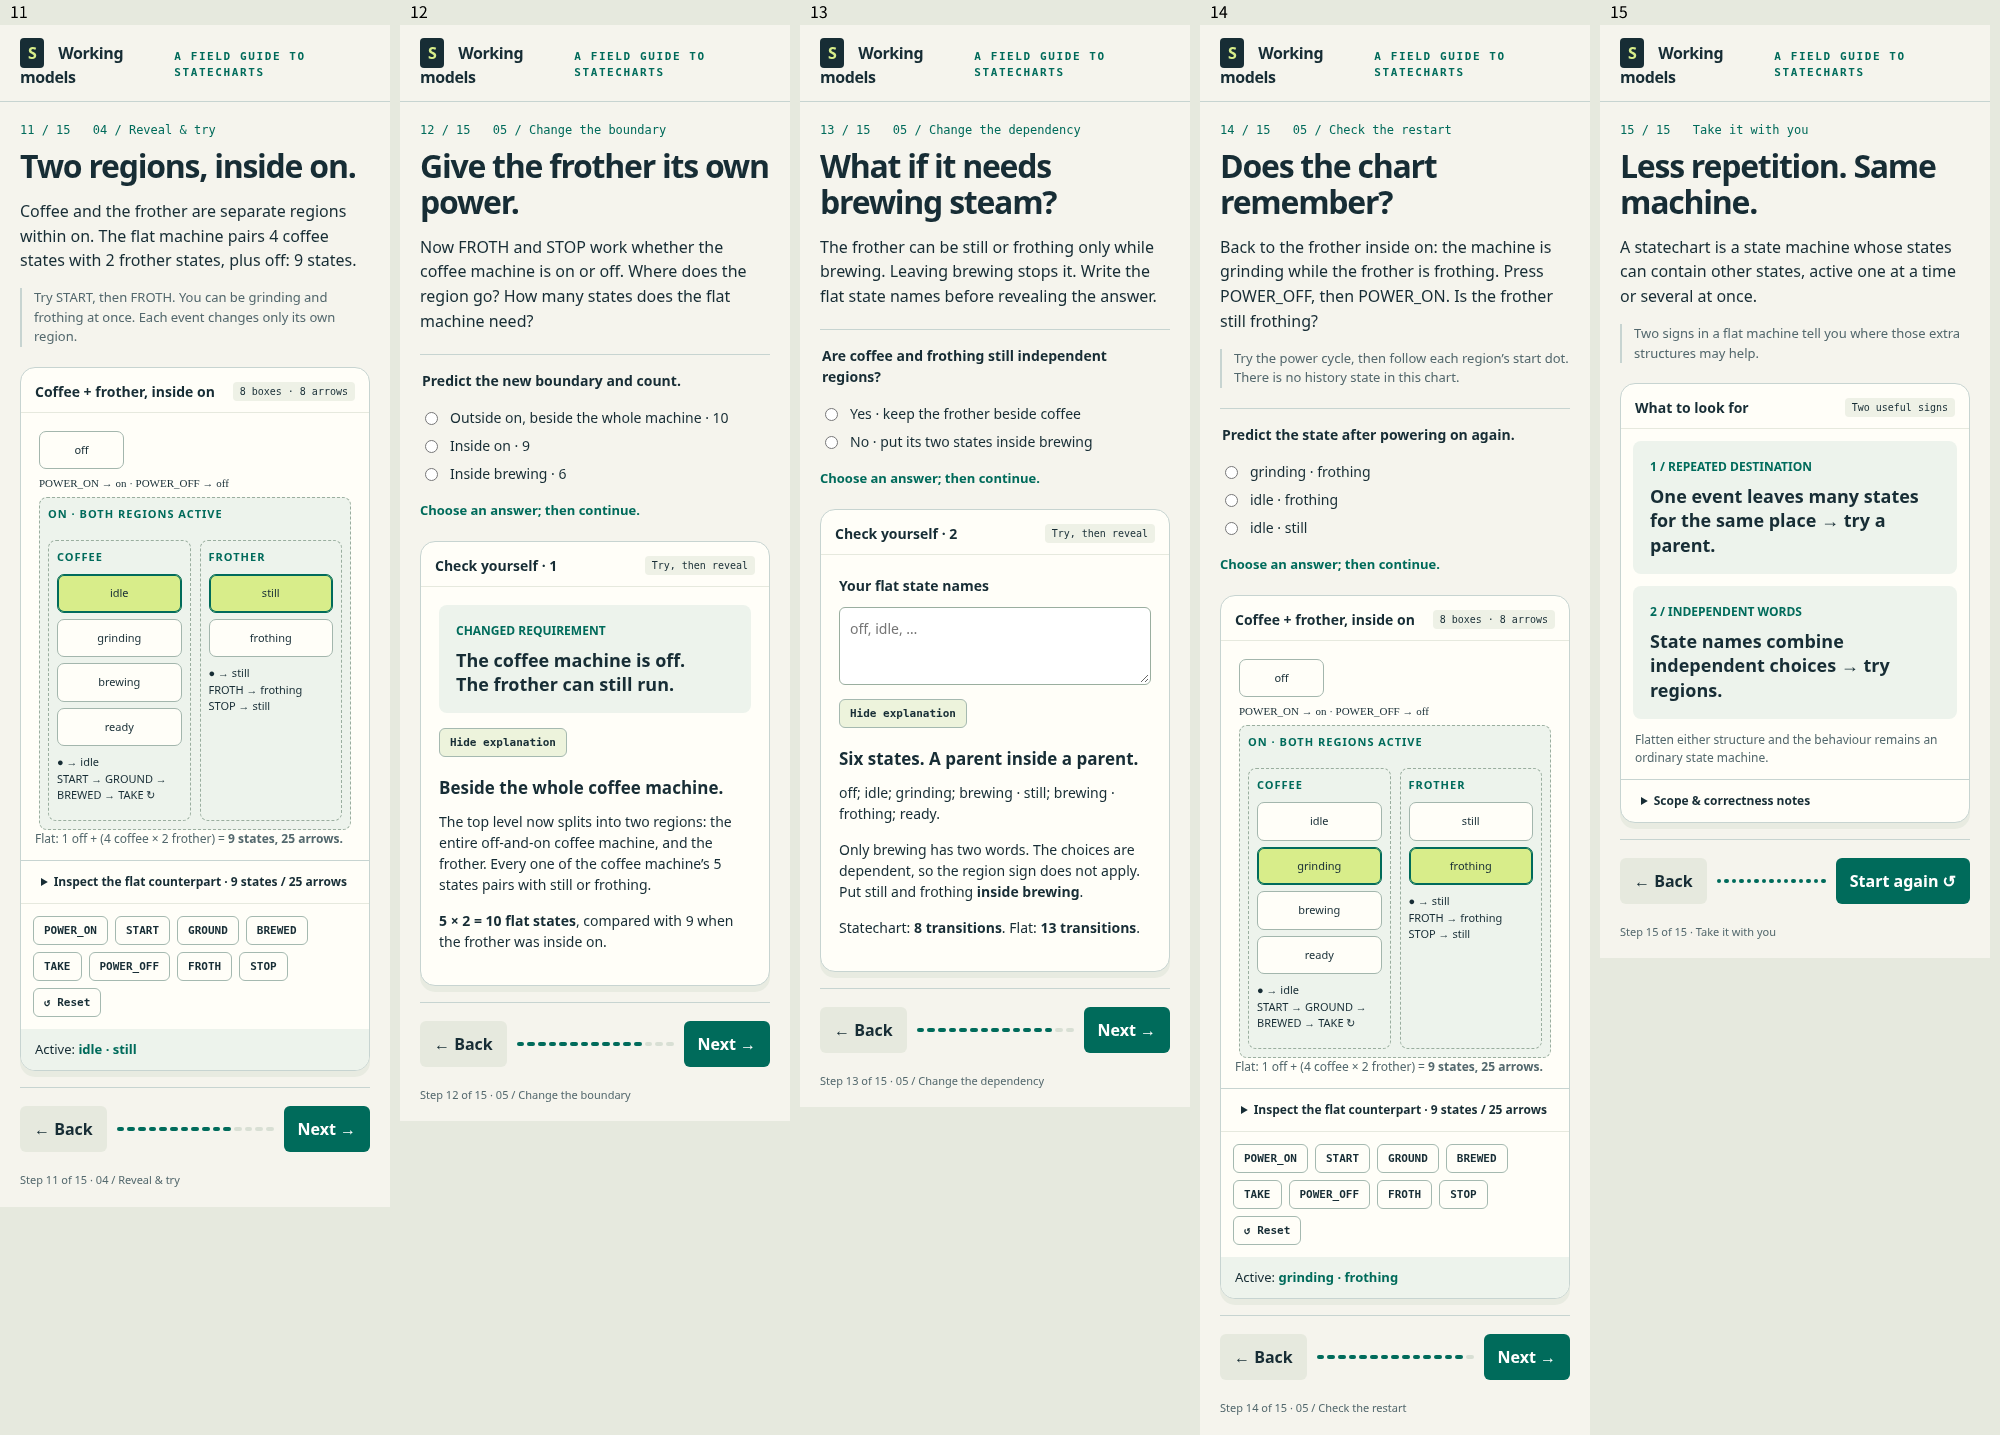 11
S Working models
A FIELD GUIDE TO
STATECHARTS
11 / 15 04 / Reveal & try
Two regions, inside on.
Coffee and the frother are separate regions
within on. The flat machine pairs 4 coffee
states with 2 frother states, plus off: 9 states.
Try START, then FROTH. You can be grinding and
frothing at once. Each event changes only its own
region.
Coffee + frother, inside on 8 boxes · 8 arrows
off
POWER_ON → on · POWER_OFF → off
ON · BOTH REGIONS ACTIVE
COFFEE
idle
grinding
brewing
ready
● → idle
START → GROUND →
BREWED → TAKE ↻
FROTHER
still
frothing
● → still
FROTH → frothing
STOP → still
Flat: 1 off + (4 coffee × 2 frother) = 9 states, 25 arrows.
▶ Inspect the flat counterpart · 9 states / 25 arrows
POWER_ON START GROUND BREWED
TAKE POWER_OFF FROTH STOP
↺ Reset
Active: idle · still
← Back Next →
Step 11 of 15 · 04 / Reveal & try
12
S Working models
A FIELD GUIDE TO
STATECHARTS
12 / 15 05 / Change the boundary
Give the frother its own
power.
Now FROTH and STOP work whether the
coffee machine is on or off. Where does the
region go? How many states does the flat
machine need?
Predict the new boundary and count.
Outside on, beside the whole machine · 10
Inside on · 9
Inside brewing · 6
Choose an answer; then continue.
Check yourself · 1 Try, then reveal
CHANGED REQUIREMENT
The coffee machine is off.
The frother can still run.
Hide explanation
Beside the whole coffee machine.
The top level now splits into two regions: the
entire off-and-on coffee machine, and the
frother. Every one of the coffee machine’s 5
states pairs with still or frothing.
5 × 2 = 10 flat states, compared with 9 when
the frother was inside on.
← Back Next →
Step 12 of 15 · 05 / Change the boundary
13
S Working models
A FIELD GUIDE TO
STATECHARTS
13 / 15 05 / Change the dependency
What if it needs
brewing steam?
The frother can be still or frothing only while
brewing. Leaving brewing stops it. Write the
flat state names before revealing the answer.
Are coffee and frothing still independent
regions?
Yes · keep the frother beside coffee
No · put its two states inside brewing
Choose an answer; then continue.
Check yourself · 2 Try, then reveal
Your flat state names
off, idle, …
Hide explanation
Six states. A parent inside a parent.
off; idle; grinding; brewing · still; brewing ·
frothing; ready.
Only brewing has two words. The choices are
dependent, so the region sign does not apply.
Put still and frothing inside brewing.
Statechart: 8 transitions. Flat: 13 transitions.
← Back Next →
Step 13 of 15 · 05 / Change the dependency
14
S Working models
A FIELD GUIDE TO
STATECHARTS
14 / 15 05 / Check the restart
Does the chart
remember?
Back to the frother inside on: the machine is
grinding while the frother is frothing. Press
POWER_OFF, then POWER_ON. Is the frother
still frothing?
Try the power cycle, then follow each region’s start dot.
There is no history state in this chart.
Predict the state after powering on again.
grinding · frothing
idle · frothing
idle · still
Choose an answer; then continue.
Coffee + frother, inside on 8 boxes · 8 arrows
off
POWER_ON → on · POWER_OFF → off
ON · BOTH REGIONS ACTIVE
COFFEE
idle
grinding
brewing
ready
● → idle
START → GROUND →
BREWED → TAKE ↻
FROTHER
still
frothing
● → still
FROTH → frothing
STOP → still
Flat: 1 off + (4 coffee × 2 frother) = 9 states, 25 arrows.
▶ Inspect the flat counterpart · 9 states / 25 arrows
POWER_ON START GROUND BREWED
TAKE POWER_OFF FROTH STOP
↺ Reset
Active: grinding · frothing
← Back Next →
Step 14 of 15 · 05 / Check the restart
15
S Working models
A FIELD GUIDE TO
STATECHARTS
15 / 15 Take it with you
Less repetition. Same
machine.
A statechart is a state machine whose states
can contain other states, active one at a time
or several at once.
Two signs in a flat machine tell you where those extra
structures may help.
What to look for Two useful signs
1 / REPEATED DESTINATION
One event leaves many states
for the same place → try a
parent.
2 / INDEPENDENT WORDS
State names combine
independent choices → try
regions.
Flatten either structure and the behaviour remains an
ordinary state machine.
▶ Scope & correctness notes
← Back Start again ↺
Step 15 of 15 · Take it with you